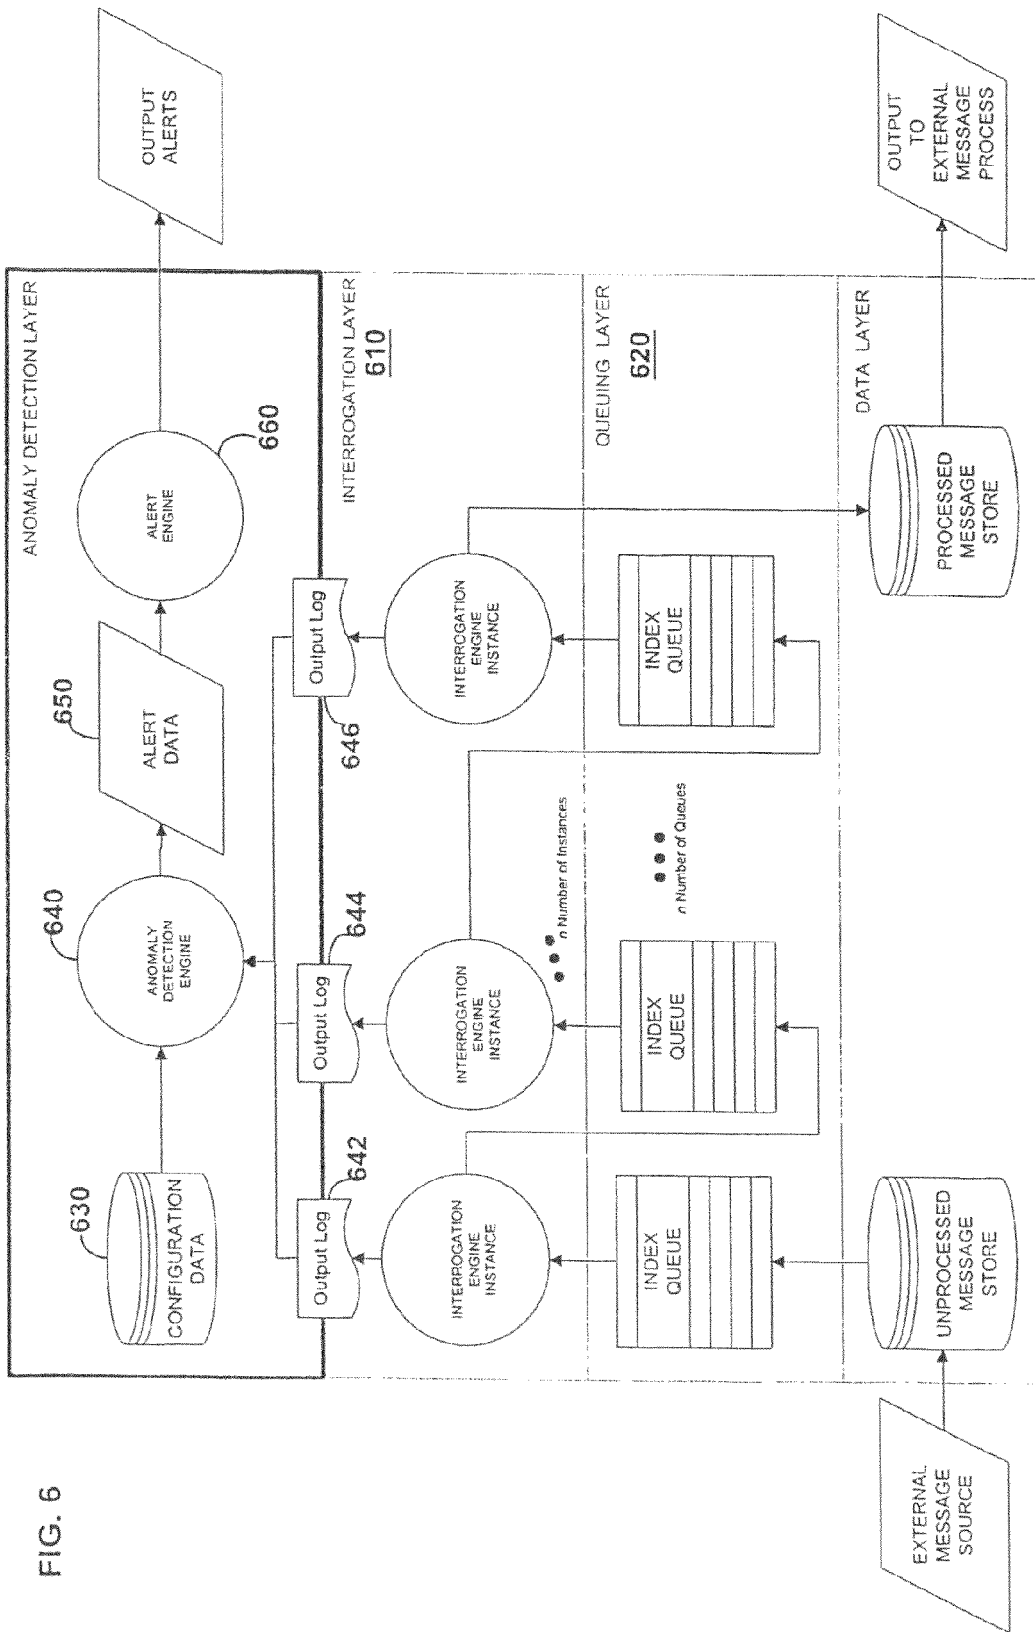 FIG. 6
ANOMALY DETECTION LAYER
630
CONFIGURATION
DATA
640
ANOMALY
DETECTION
ENGINE
650
ALERT
DATA
660
ALERT
ENGINE
OUTPUT
ALERTS
642
Output Log
644
Output Log
646
Output Log
INTERROGATION LAYER
610
INTERROGATION
ENGINE
INSTANCE
INTERROGATION
ENGINE
INSTANCE
n Number of Instances
INTERROGATION
ENGINE
INSTANCE
QUEUING LAYER
620
INDEX
QUEUE
INDEX
QUEUE
n Number of Queues
INDEX
QUEUE
DATA LAYER
EXTERNAL
MESSAGE
SOURCE
UNPROCESSED
MESSAGE
STORE
PROCESSED
MESSAGE
STORE
OUTPUT
TO
EXTERNAL
MESSAGE
PROCESS